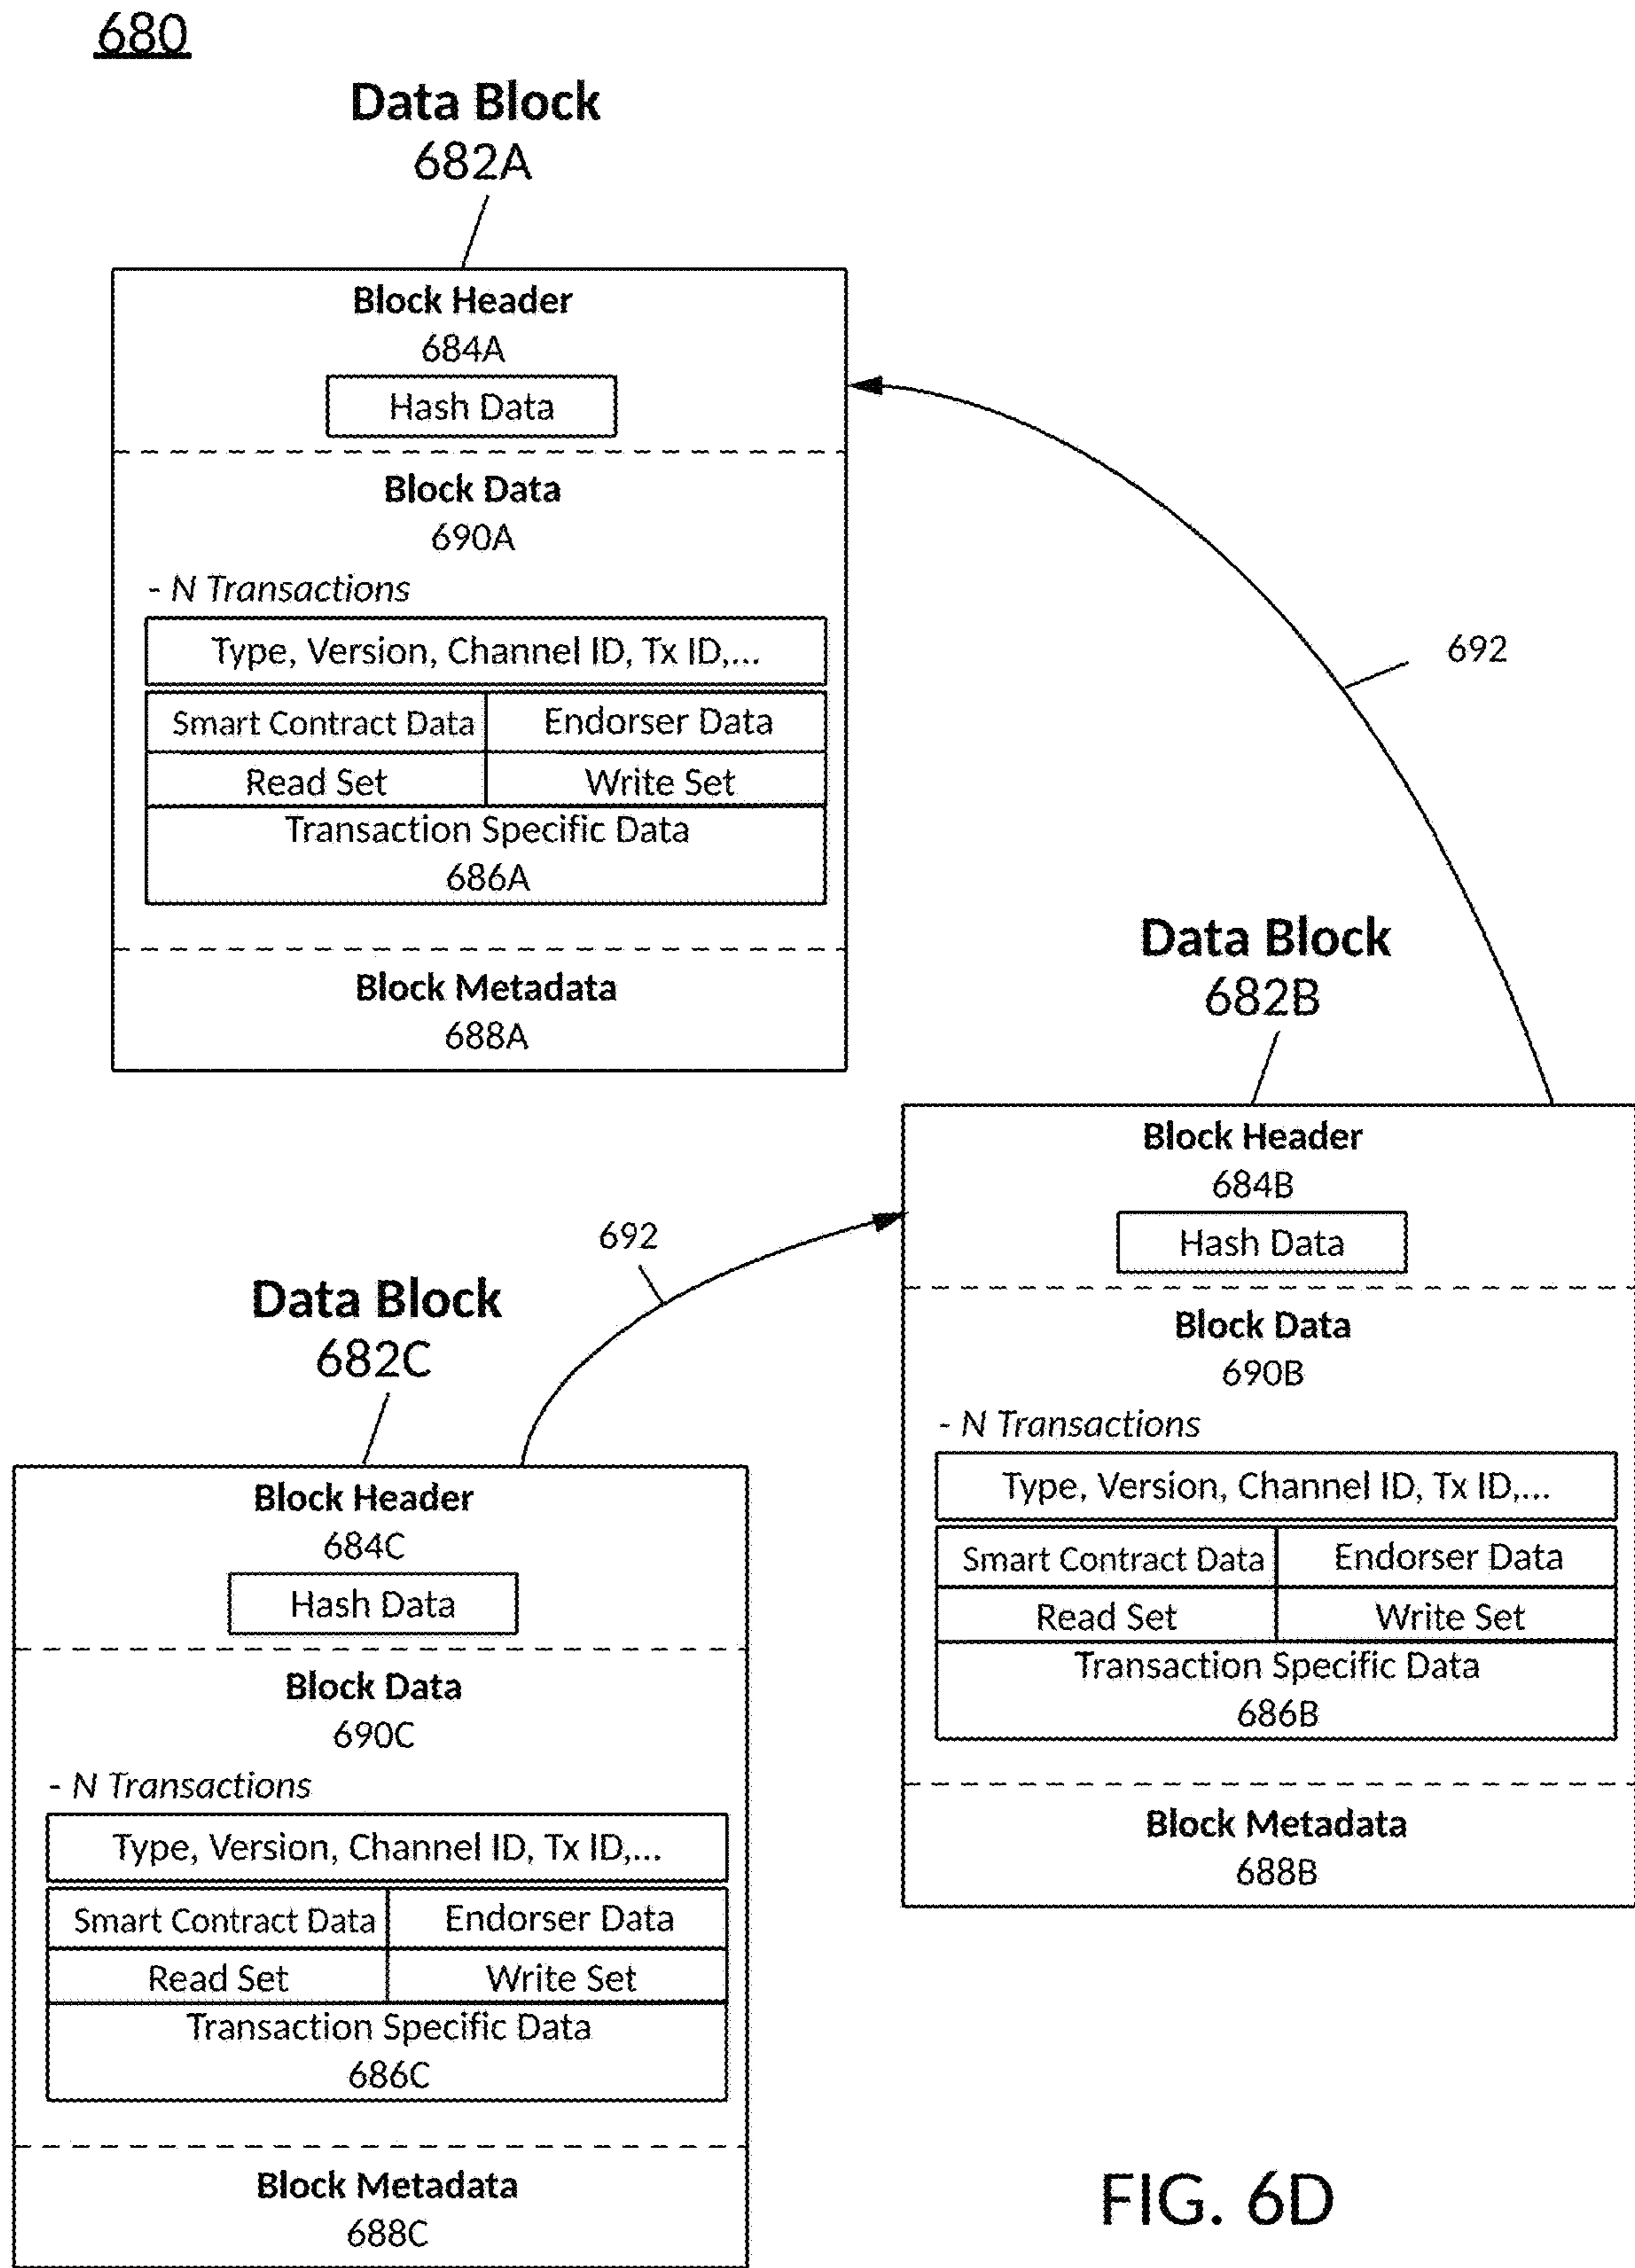 680
Data Block
682A
Block Header
684A
Hash Data
Block Data
690A
- N Transactions
Type, Version, Channel ID, Tx ID,...
Smart Contract Data Endorser Data
Read Set Write Set
Transaction Specific Data
686A
Block Metadata
688A
692
Data Block
682B
Block Header
684B
Hash Data
Block Data
690B
- N Transactions
Type, Version, Channel ID, Tx ID,...
Smart Contract Data Endorser Data
Read Set Write Set
Transaction Specific Data
686B
Block Metadata
688B
692
Data Block
682C
Block Header
684C
Hash Data
Block Data
690C
- N Transactions
Type, Version, Channel ID, Tx ID,...
Smart Contract Data Endorser Data
Read Set Write Set
Transaction Specific Data
686C
Block Metadata
688C
FIG. 6D